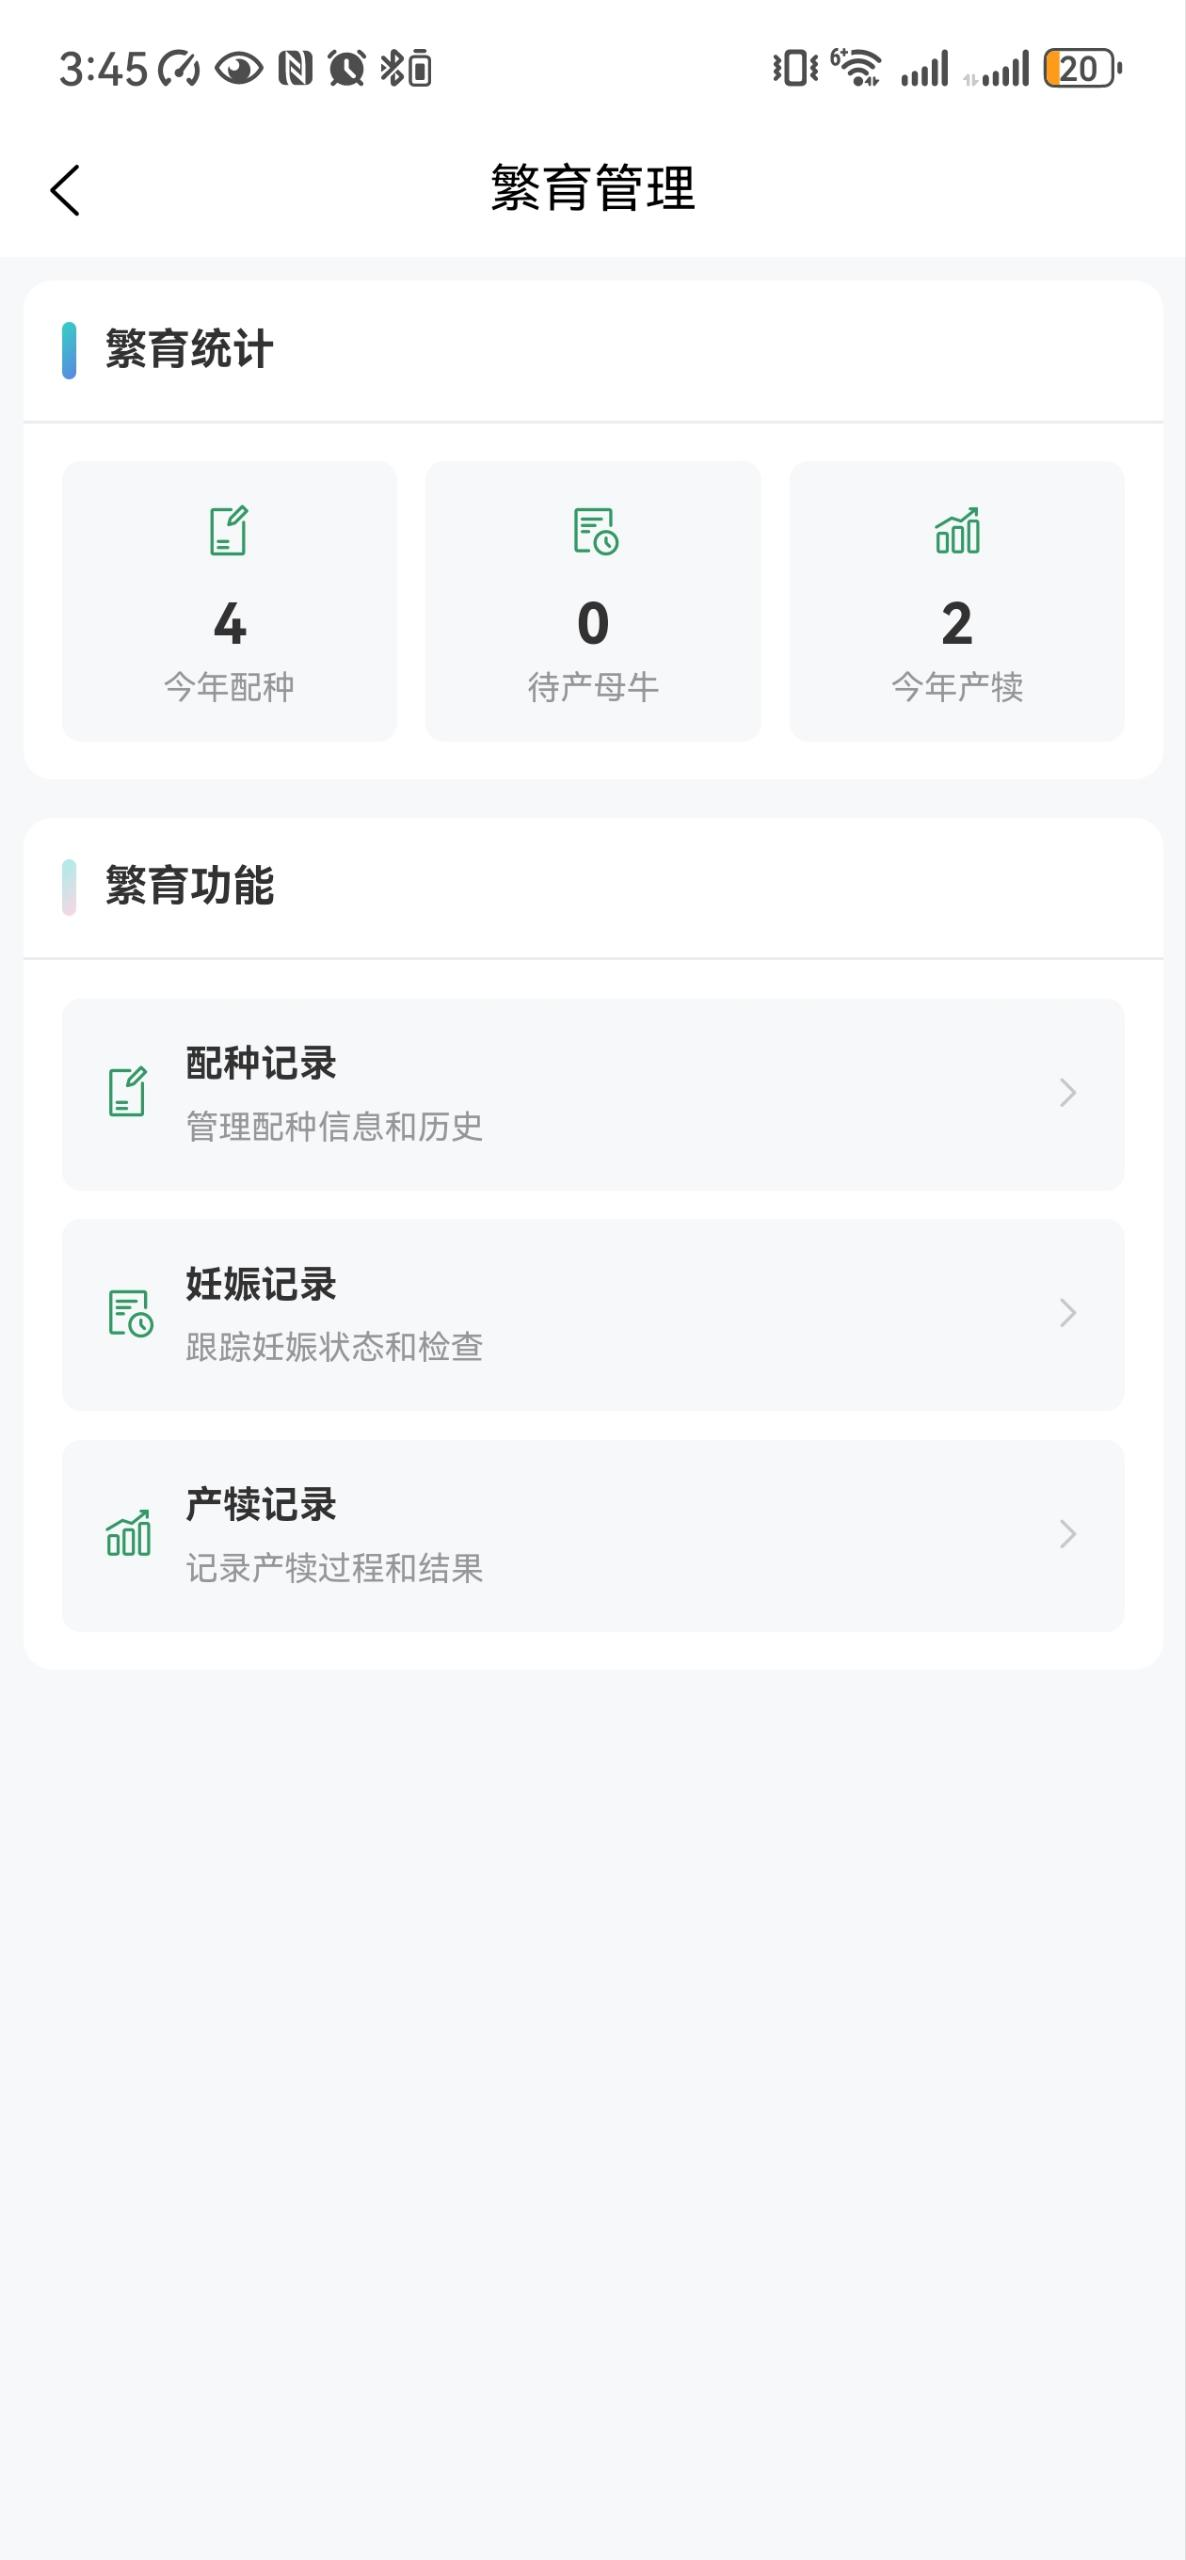 3:45
6+
20
繁育管理
繁育统计
4
今年配种
0
待产母牛
2
今年产犊
繁育功能
配种记录
管理配种信息和历史
妊娠记录
跟踪妊娠状态和检查
产犊记录
记录产犊过程和结果